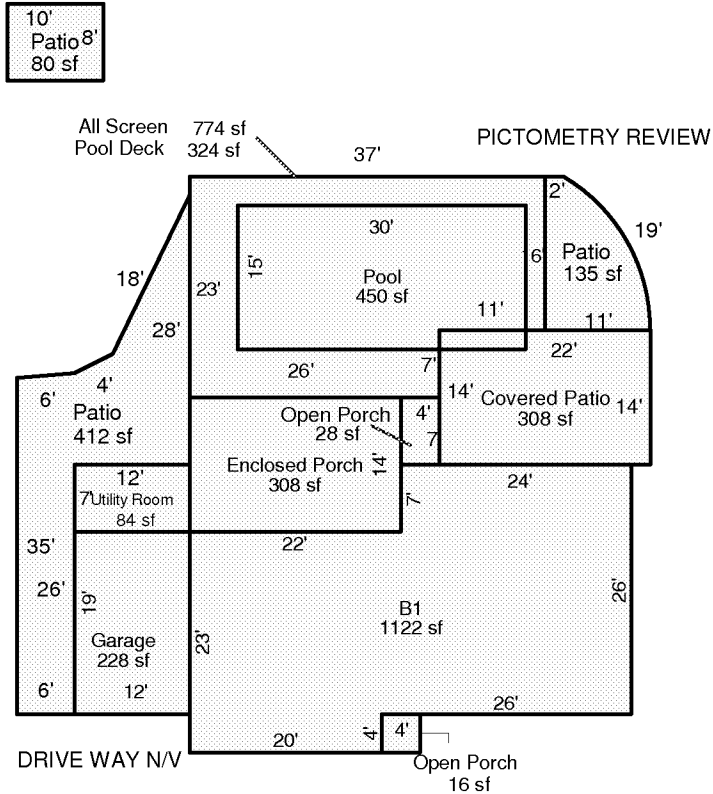 10'
Patio 8'
80 sf
All Screen 774 sf
Pool Deck 324 sf
37'
PICTOMETRY REVIEW
2'
30'
19'
6'
15'
Patio
135 sf
18'
23'
Pool
450 sf
28'
11'
11'
22'
26'
7'
4'
6'
14'
Covered Patio
308 sf
14'
Patio
412 sf
Open Porch
28 sf
4'
7'
Enclosed Porch
308 sf
14'
12'
24'
7'
Utility Room
84 sf
7'
22'
35'
26'
19'
26'
B1
1122 sf
23'
Garage
228 sf
6'
12'
26'
4'
4'
20'
DRIVE WAY N/V
Open Porch
16 sf